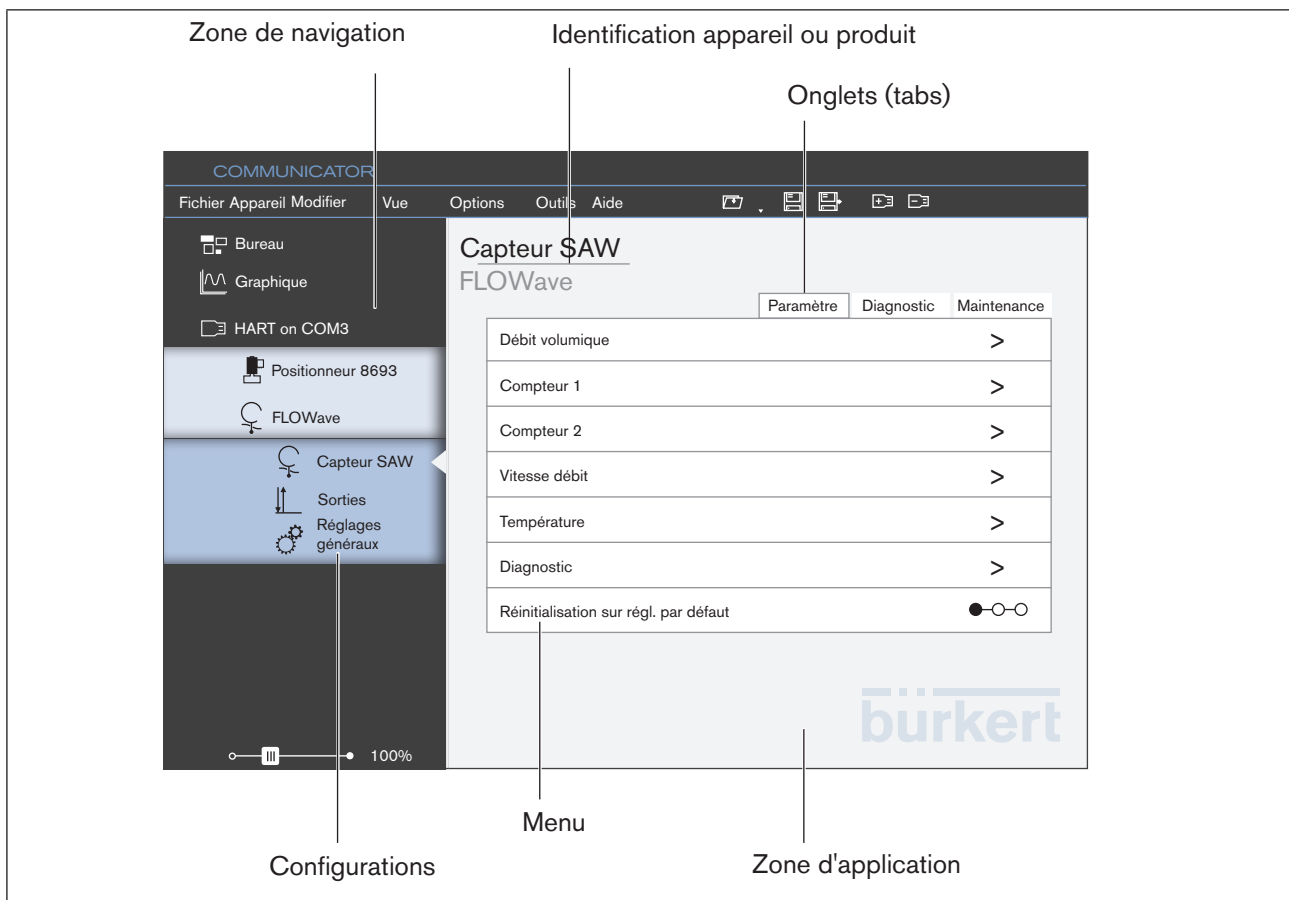 Zone de navigation
Identification appareil ou produit
Onglets (tabs)
COMMUNICATOR
Fichier Appareil Modifier Vue Options Outils Aide
Bureau
Graphique
HART on COM3
Positionneur 8693
FLOWave
Capteur SAW
Sorties
Réglages
généraux
100%
Capteur SAW
FLOWave
Paramètre Diagnostic Maintenance
Débit volumique >
Compteur 1 >
Compteur 2 >
Vitesse débit >
Température >
Diagnostic >
Réinitialisation sur régl. par défaut
bürkert
Menu
Configurations
Zone d'application